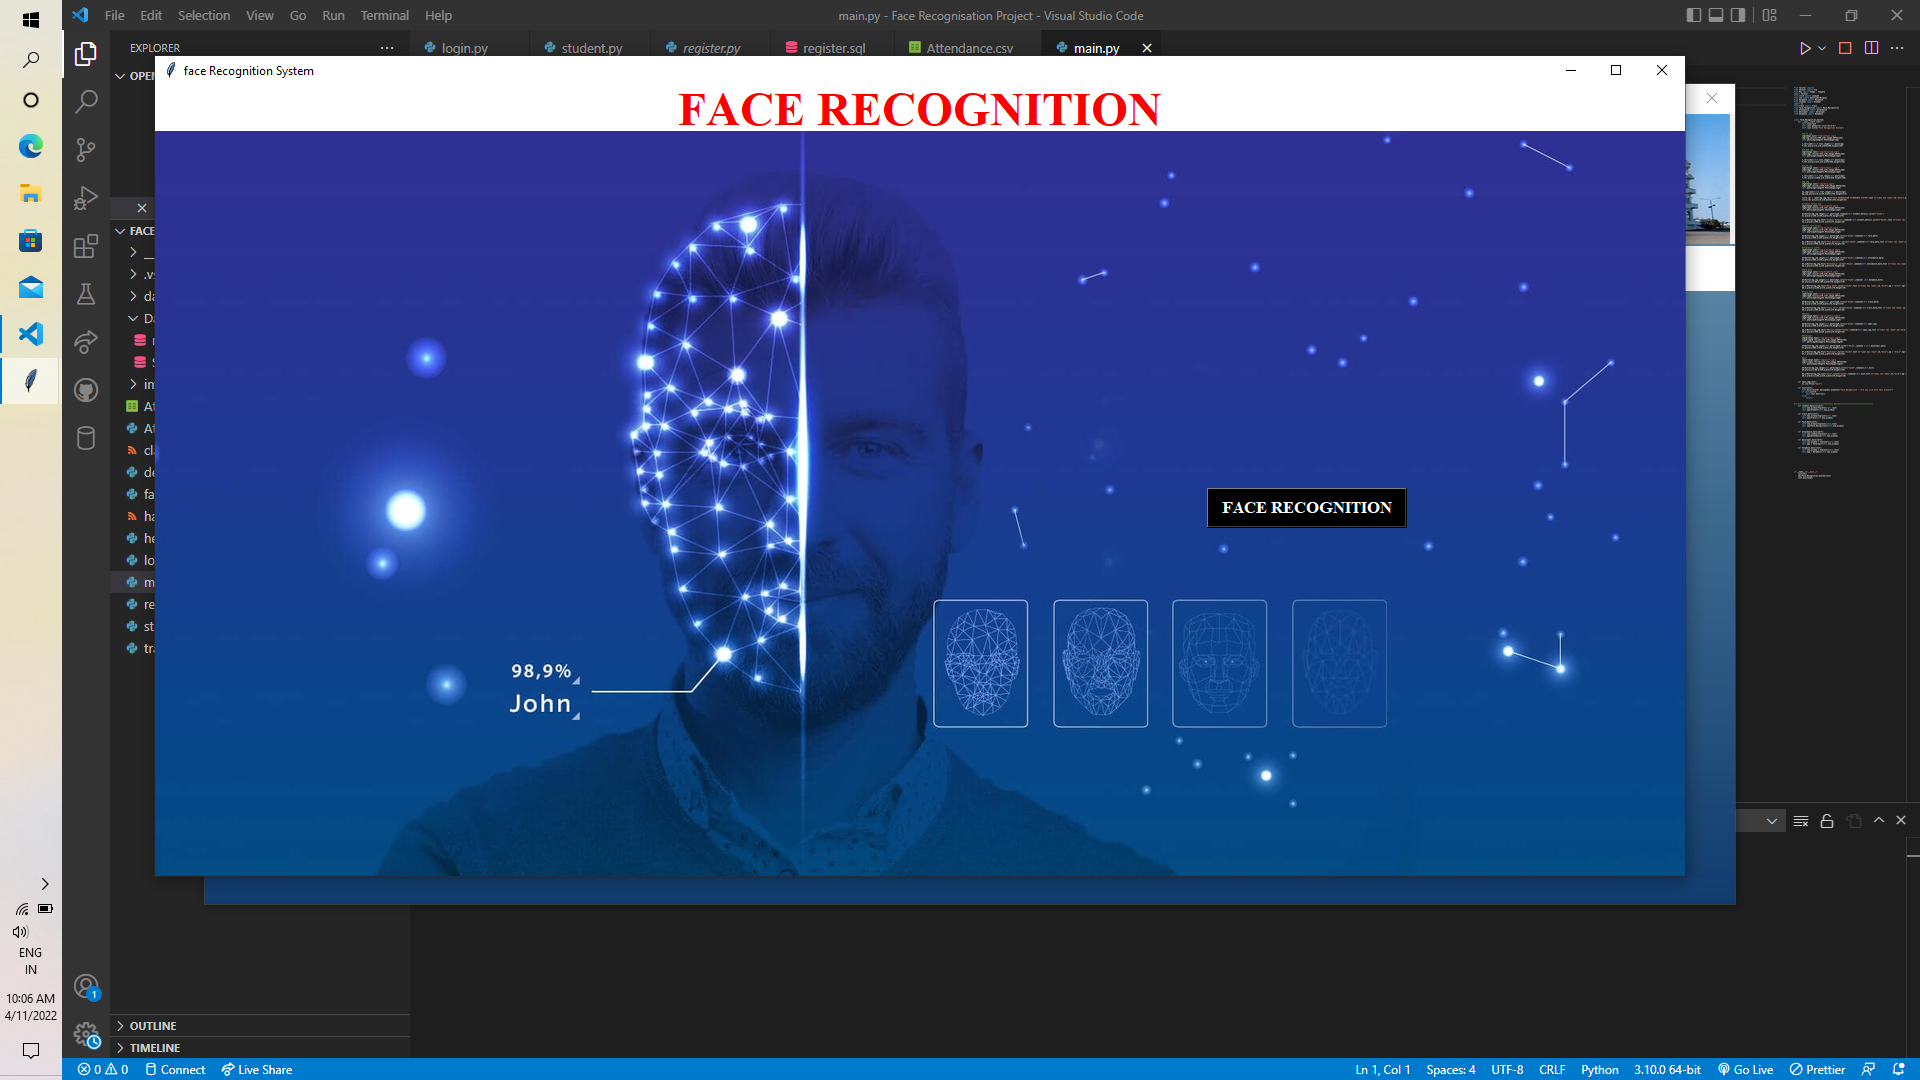 File Edit Selection View Go Run Terminal Help
main.py - Face Recognisation Project - Visual Studio Code
EXPLORER
login.py
student.py
register.py
register.sql
Attendance.csv
main.py
OPEN
face Recognition System
FACE RECOGNITION
FACE
FACE RECOGNITION
98,9%
John
ENG
IN
10:06 AM
4/11/2022
1
OUTLINE
TIMELINE
0 0 Connect Live Share
Ln 1, Col 1 Spaces: 4 UTF-8 CRLF Python 3.10.0 64-bit Go Live Prettier